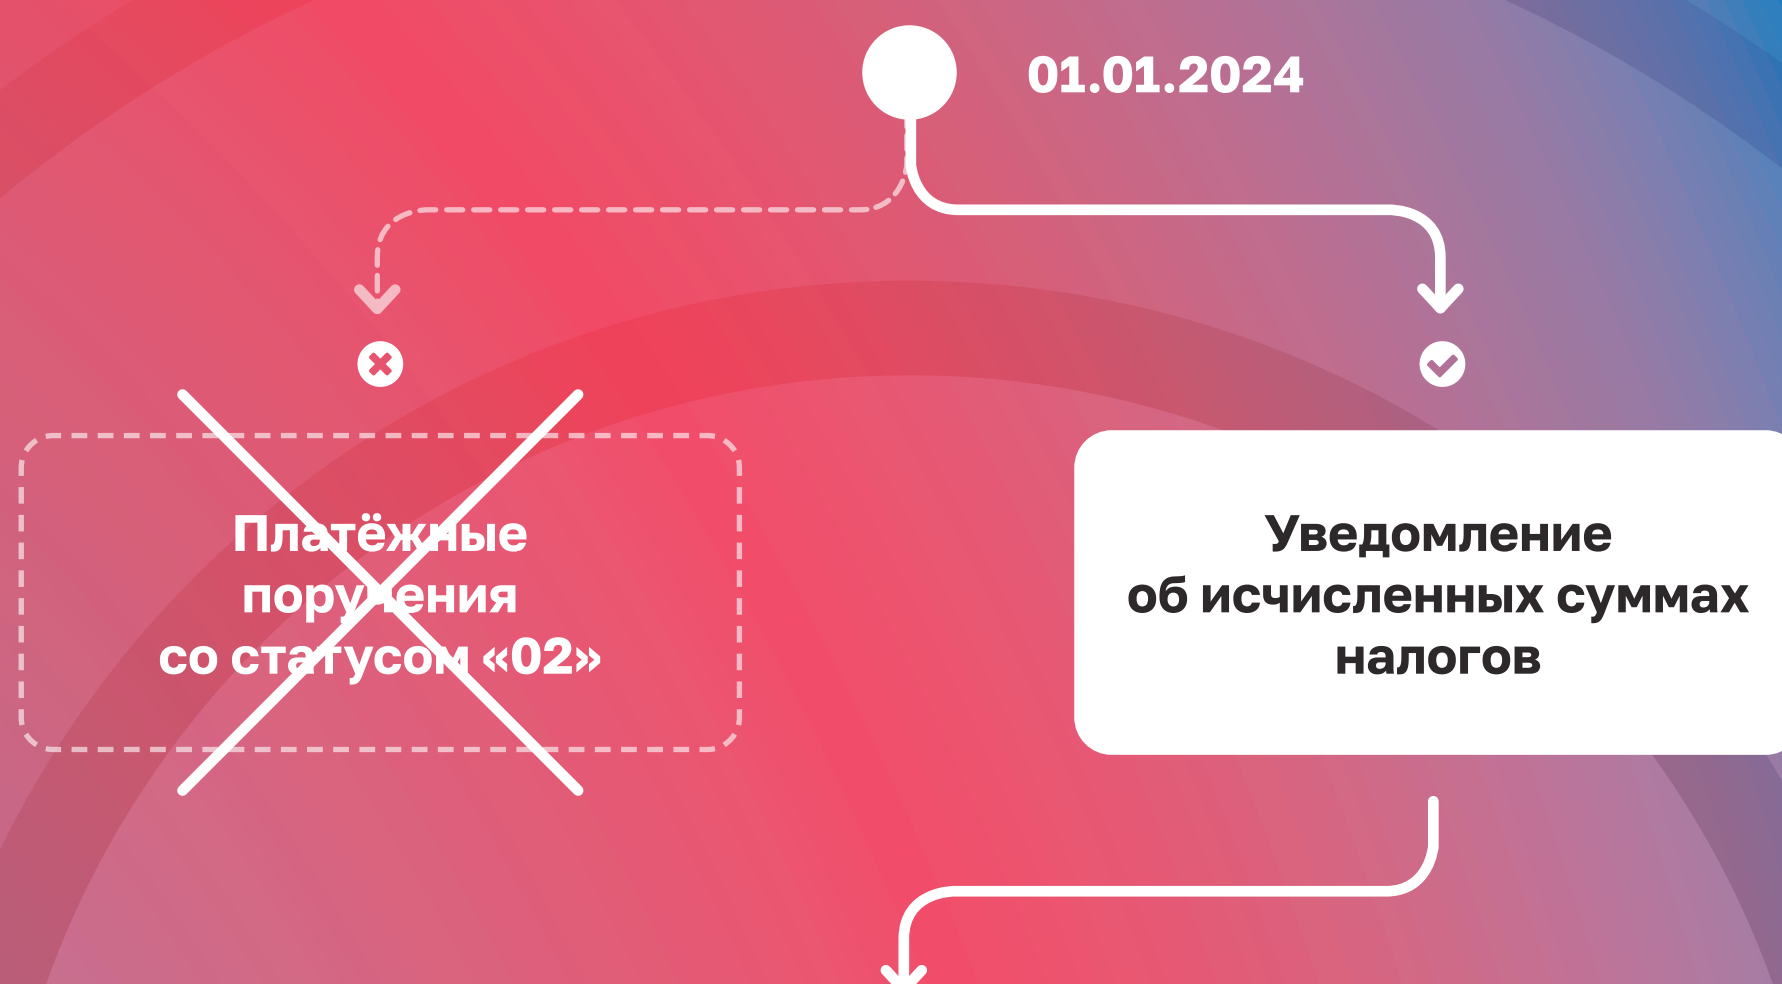 01.01.2024
Платёжные
поручения
со статусом «02»
Уведомление
об исчисленных суммах
налогов